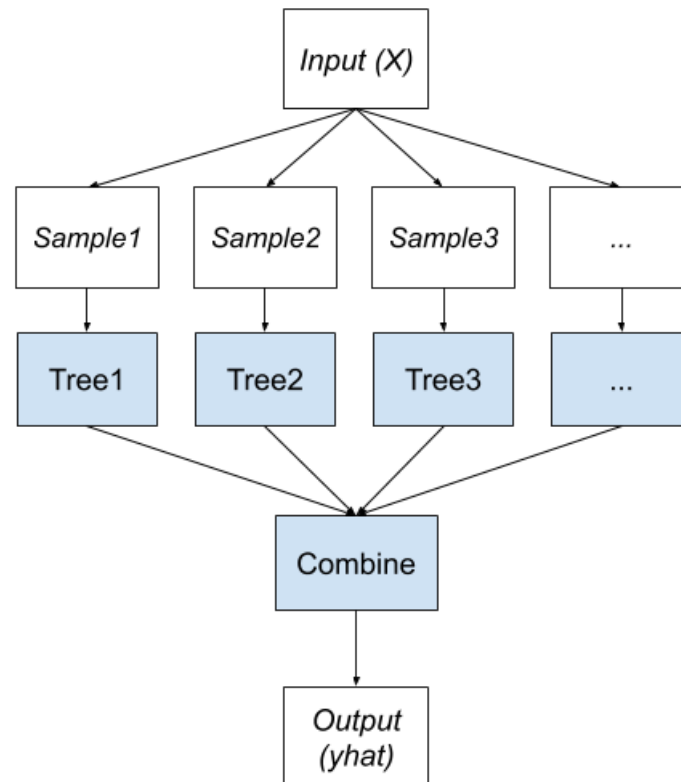 Input (X)
Sample1
Sample2
Sample3
...
Tree1
Tree2
Tree3
...
Combine
Output
(yhat)